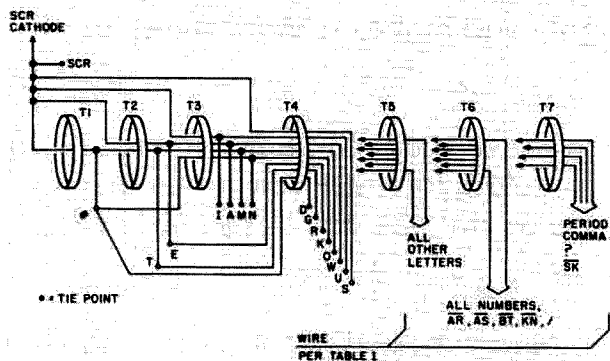 SCR
CATHODE
SCR
T1
T2
T3
T4
T5
T6
T7
I A M N
D
G
R
K
O
W
U
S
E
T
• = TIE POINT
ALL
OTHER
LETTERS
ALL NUMBERS,
AR, AS, BT, KN, /
PERIOD
COMMA
?
SK
WIRE
PER TABLE I